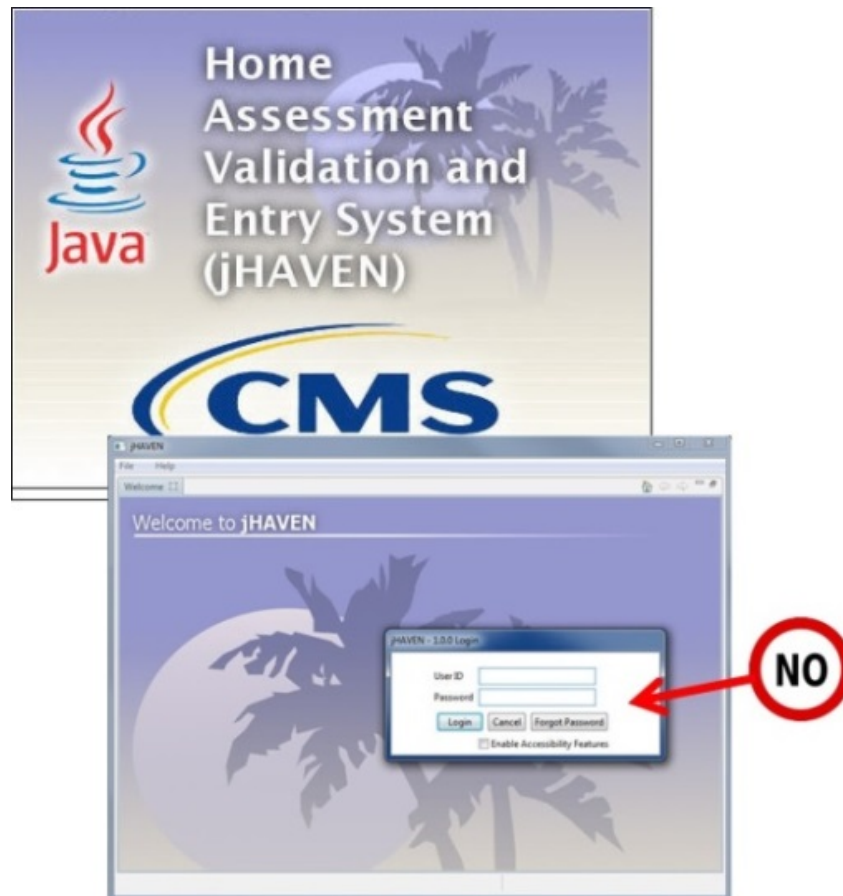 Home
Assessment
Validation and
Entry System
(jHAVEN)
Java
CMS
jHAVEN
File Help
Welcome
Welcome to jHAVEN
jHAVEN - 1.0.0 Login
User ID
Password
Login Cancel Forgot Password
Enable Accessibility Features
NO